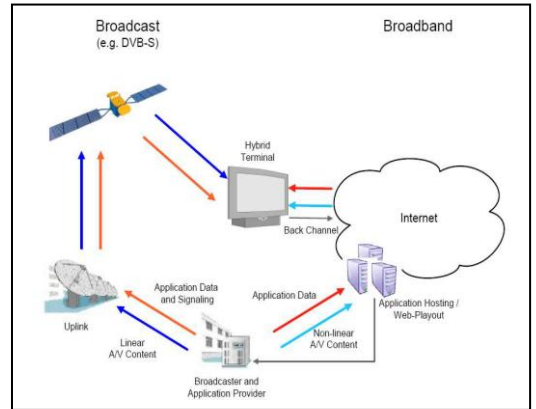 Broadcast
(e.g. DVB-S)
Broadband
Hybrid
Terminal
Internet
Back Channel
Application Data
and Signaling
Application Data
Application Hosting /
Web-Playout
Uplink
Linear
A/V Content
Non-linear
A/V Content
Broadcaster and
Application Provider